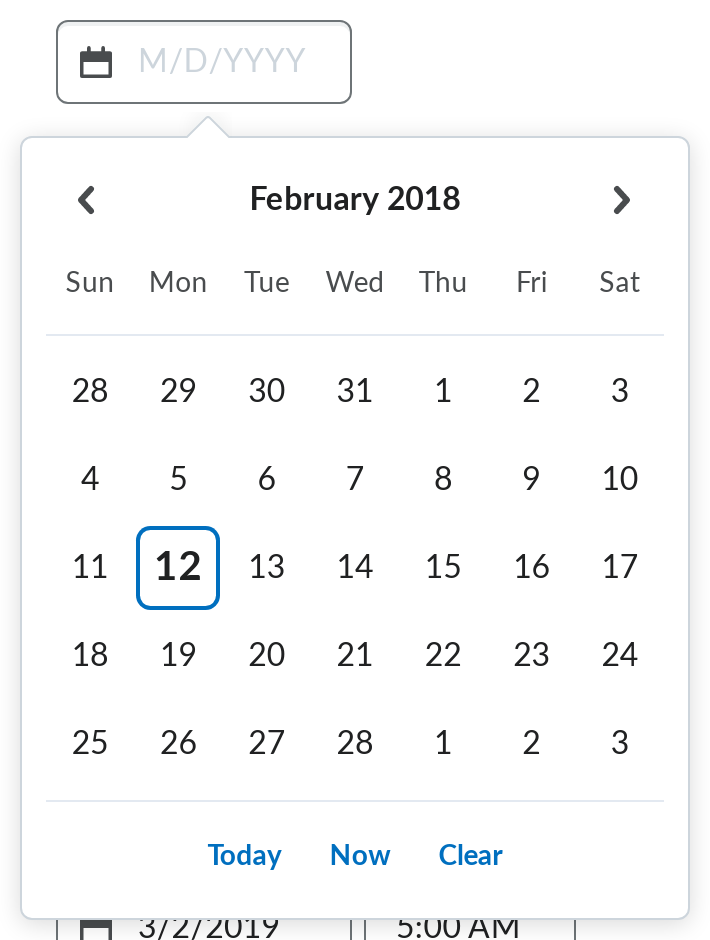 M/D/YYYY
February 2018
Sun Mon Tue Wed Thu Fri Sat
28 29 30 31 1 2 3
4 5 6 7 8 9 10
11 12 13 14 15 16 17
18 19 20 21 22 23 24
25 26 27 28 1 2 3
Today Now Clear
3/2/2019 5:00 AM